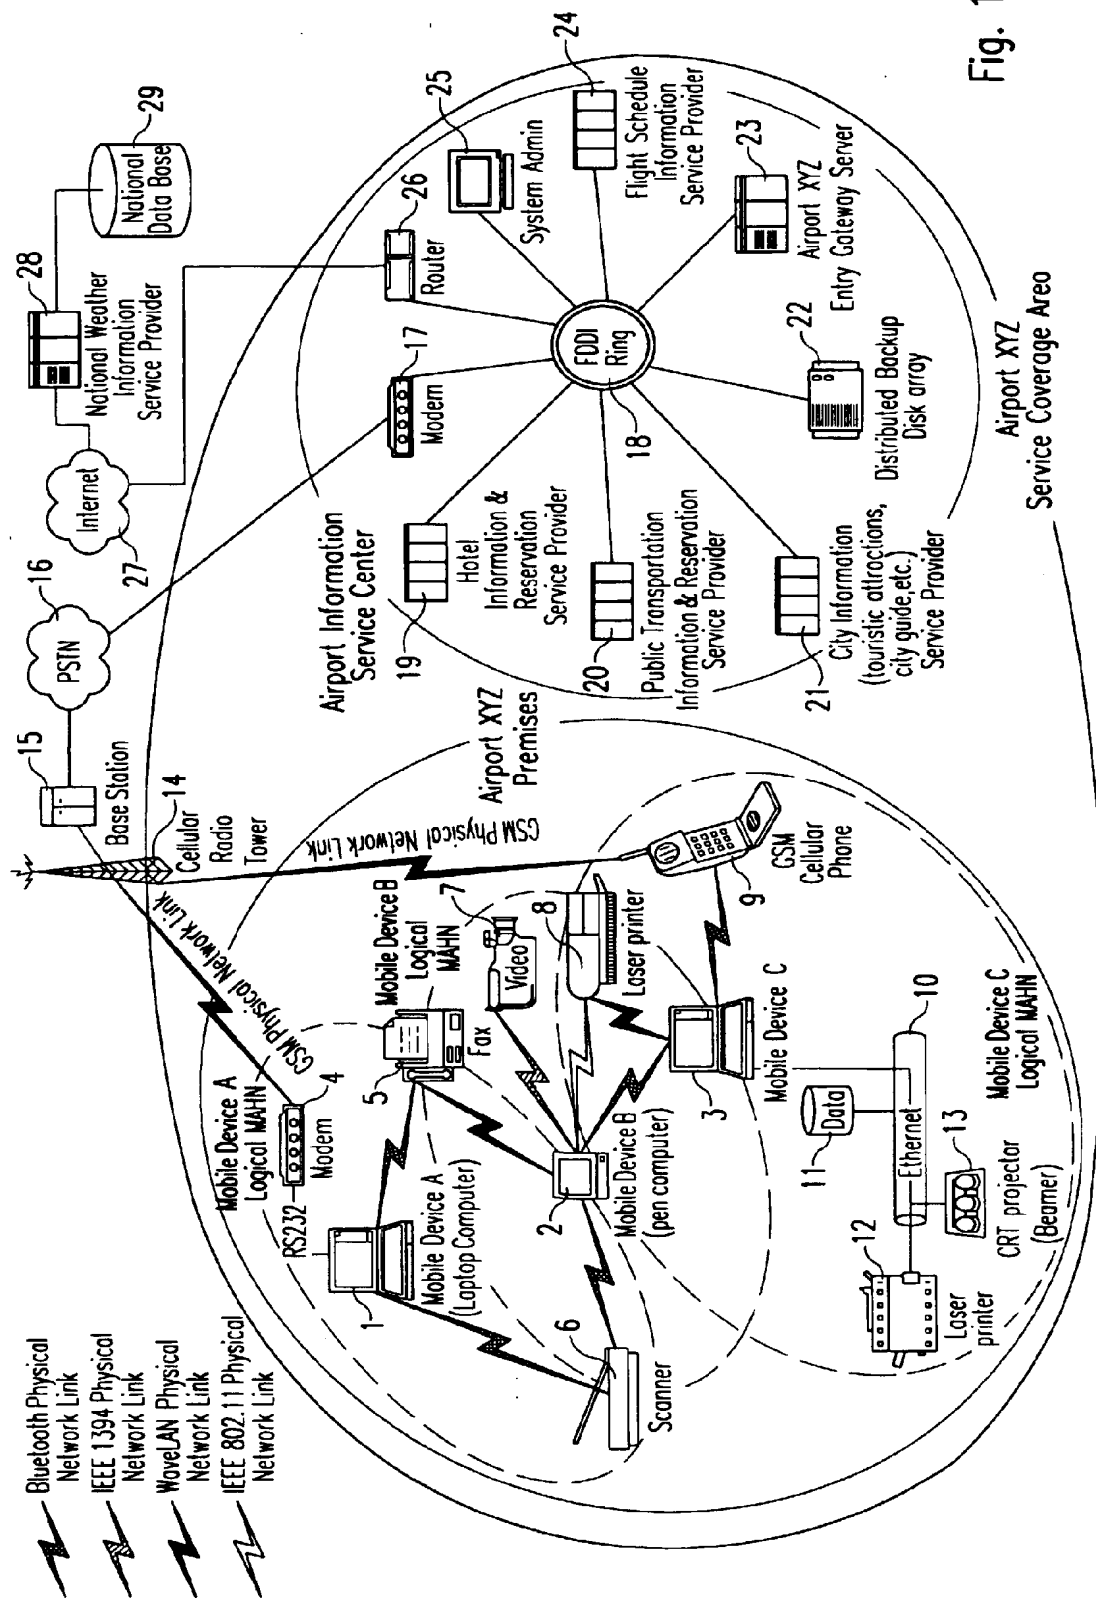 Bluetooth Physical
Network Link
IEEE 1394 Physical
Network Link
WaveLAN Physical
Network Link
IEEE 802.11 Physical
Network Link
15
Base Station
16
PSTN
27
Internet
28
National Weather
Information
Service Provider
29
National
Data Base
14
Cellular
Radio
Tower
GSM Physical Network Link
GSM Physical Network Link
Mobile Device A
Logical MAHN
RS232
4
Modem
1
Mobile Device A
(Laptop Computer)
5
Fax
Mobile Device B
Logical
MAHN
7
Video
8
Laser printer
6
Scanner
2
Mobile Device B
(pen computer)
3
Mobile Device C
9
GSM
Cellular
Phone
10
Ethernet
11
Data
12
Laser
printer
13
CRT projector
(Beamer)
Mobile Device C
Logical MAHN
Airport XYZ
Premises
Airport Information
Service Center
17
Modem
26
Router
25
System Admin
24
Flight Schedule
Information
Service Provider
19
Hotel
Information &
Reservation
Service Provider
FDDI
Ring
18
20
Public Transportation
Information & Reservation
Service Provider
23
Airport XYZ
Entry Gateway Server
22
Distributed Backup
Disk array
21
City Information
(touristic attractions,
city guide,etc.)
Service Provider
Airport XYZ
Service Coverage Area
Fig. 1